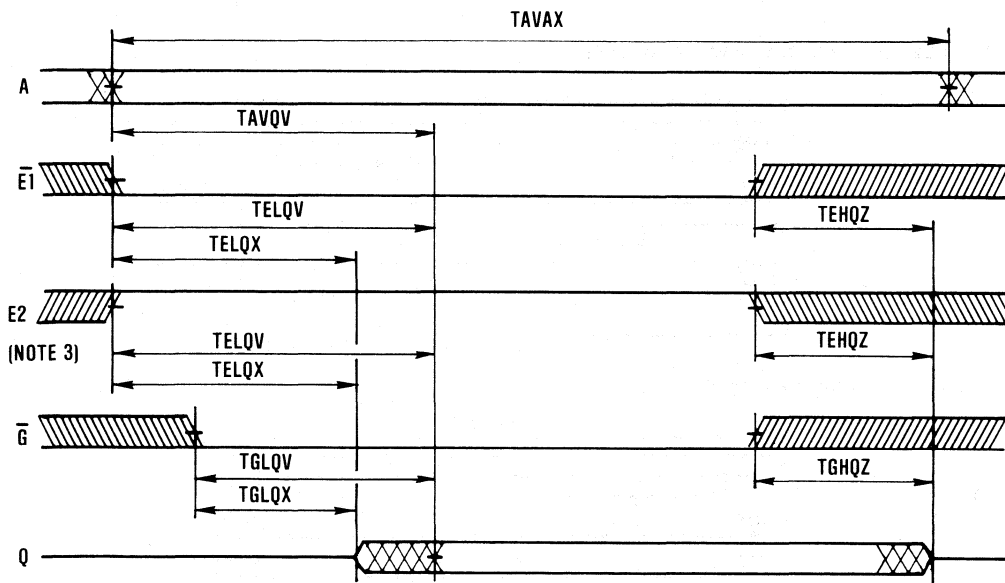 TAVAX
A
TAVQV
E1
TELQV
TEHQZ
TELQX
E2
(NOTE 3)
TELQV
TEHQZ
TELQX
G
TGLQV
TGHQZ
TGLQX
Q